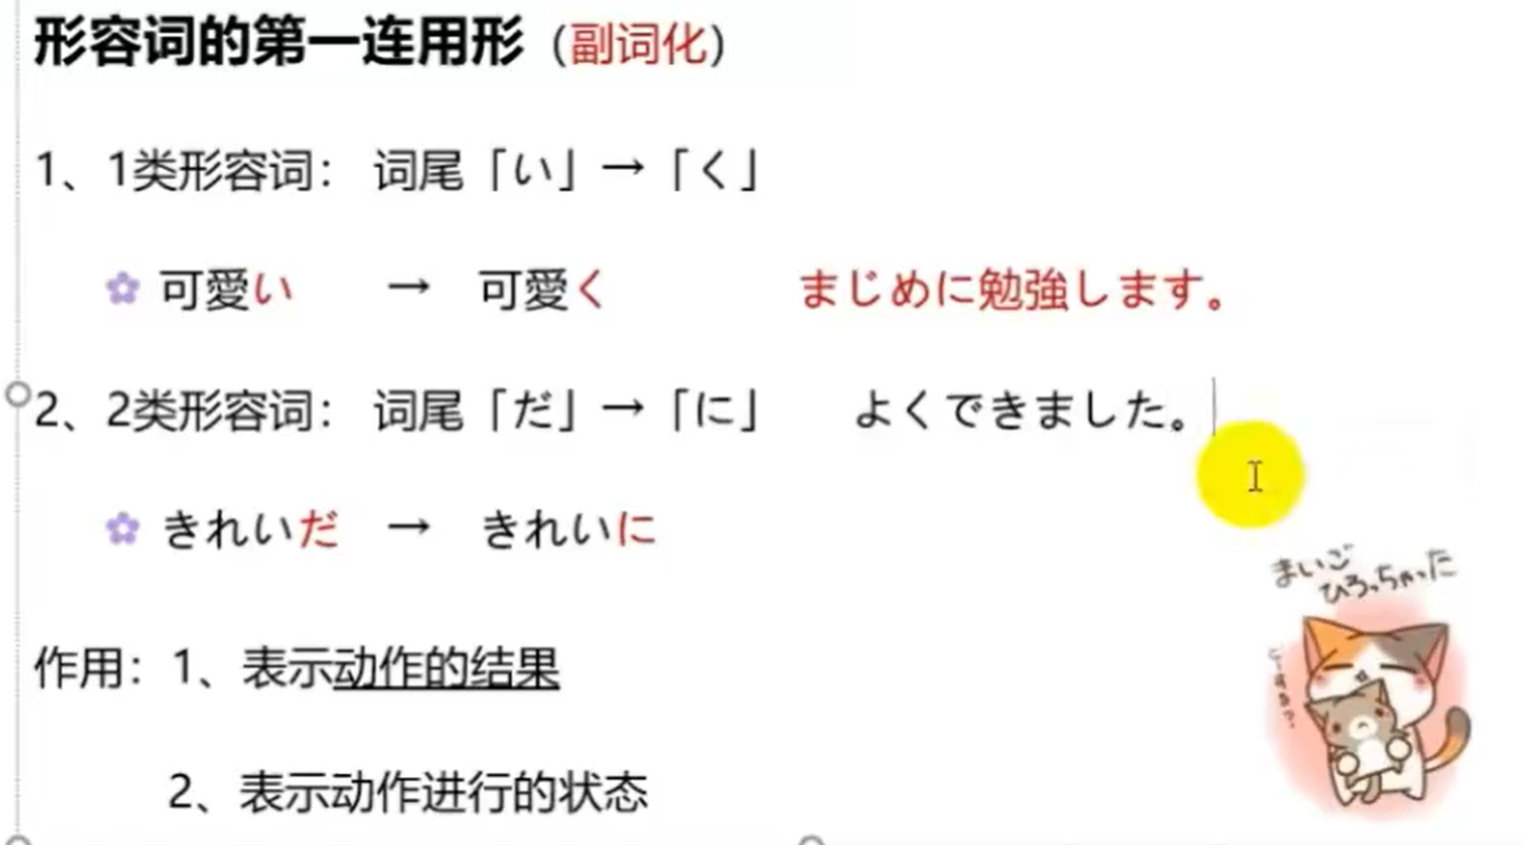 形容词的第一连用形（副词化）
1、1类形容词： 词尾「い」→「く」
可愛い → 可愛く まじめに勉強します。
2、2类形容词： 词尾「だ」→「に」 よくできました。
きれいだ → きれいに
まいご
ひろっちゃった
作用：1、表示动作的结果
2、表示动作进行的状态